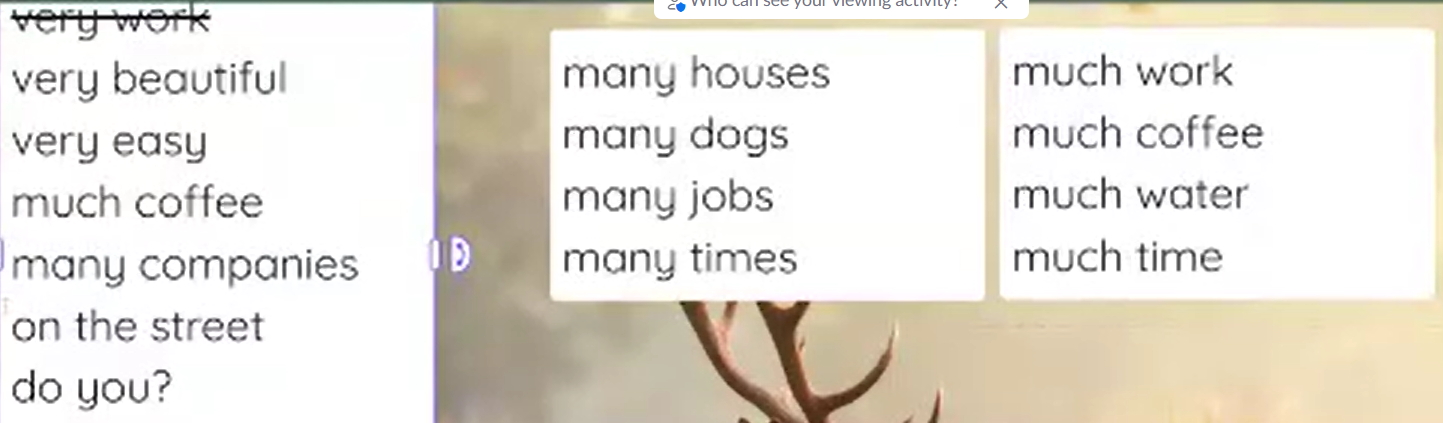 Who can see your viewing activity?
very work
very beautiful
very easy
much coffee
many companies
on the street
do you?
many houses
many dogs
many jobs
many times
much work
much coffee
much water
much time